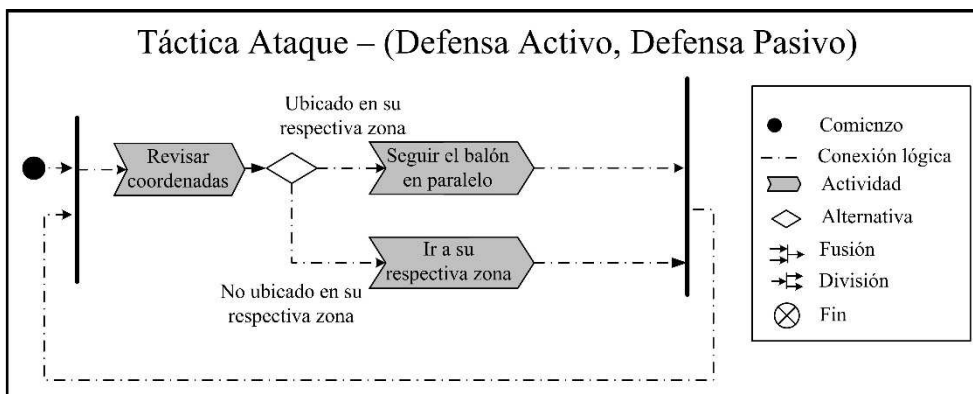 Táctica Ataque – (Defensa Activo, Defensa Pasivo)
Ubicado en su
respectiva zona
Revisar
coordenadas
Seguir el balón
en paralelo
Ir a su
respectiva zona
No ubicado en su
respectiva zona
Comienzo
Conexión lógica
Actividad
Alternativa
Fusión
División
Fin